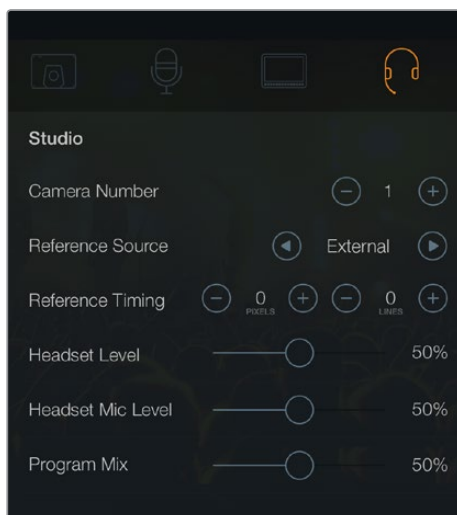 Studio
Camera Number 1
Reference Source External
Reference Timing 0 PIXELS 0 LINES
Headset Level 50%
Headset Mic Level 50%
Program Mix 50%